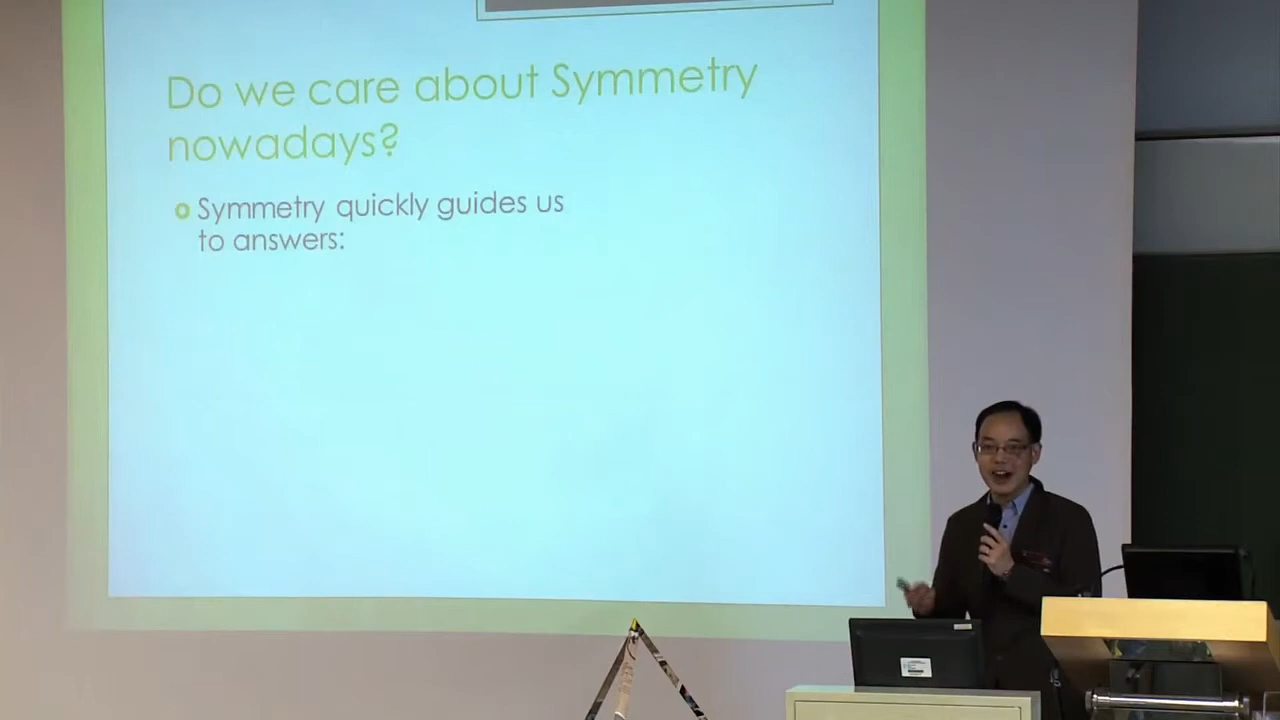 Do we care about Symmetry
nowadays?
Symmetry quickly guides us
to answers: